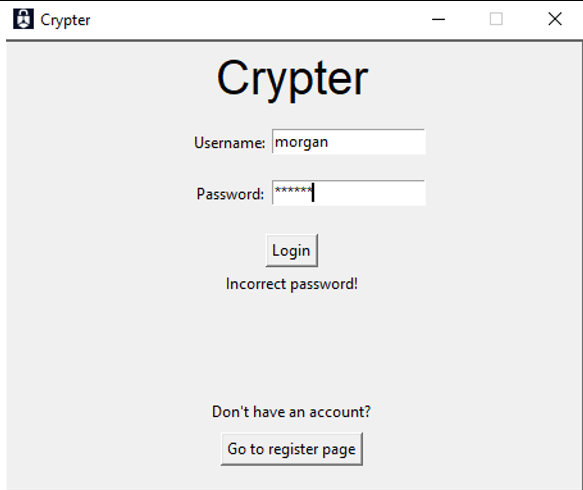 Crypter
Crypter
Username: morgan
Password: ******
Login
Incorrect password!
Don't have an account?
Go to register page